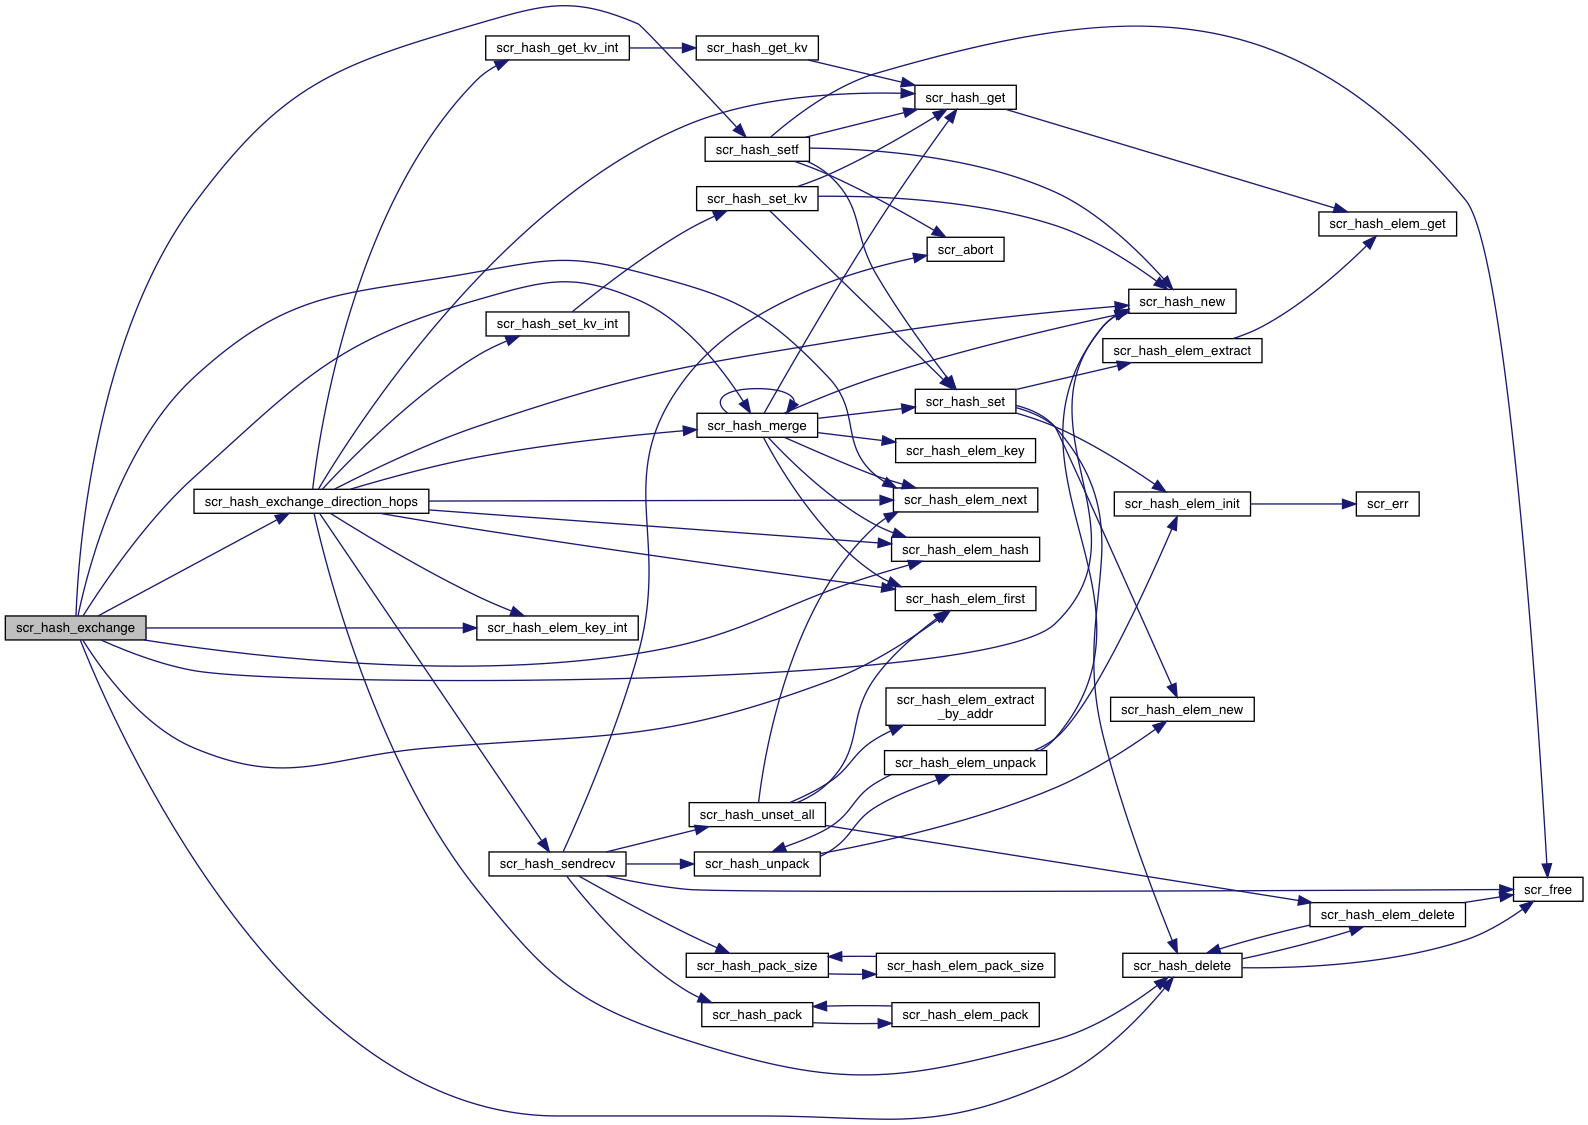 scr_hash_get_kv_int
scr_hash_get_kv
scr_hash_get
scr_hash_setf
scr_hash_set_kv
scr_hash_elem_get
scr_abort
scr_hash_new
scr_hash_set_kv_int
scr_hash_elem_extract
scr_hash_set
scr_hash_merge
scr_hash_elem_key
scr_hash_exchange_direction_hops
scr_hash_elem_next
scr_hash_elem_init
scr_err
scr_hash_elem_hash
scr_hash_elem_first
scr_hash_exchange
scr_hash_elem_key_int
scr_hash_elem_extract
_by_addr
scr_hash_elem_new
scr_hash_elem_unpack
scr_hash_unset_all
scr_hash_sendrecv
scr_hash_unpack
scr_free
scr_hash_elem_delete
scr_hash_pack_size
scr_hash_elem_pack_size
scr_hash_delete
scr_hash_pack
scr_hash_elem_pack